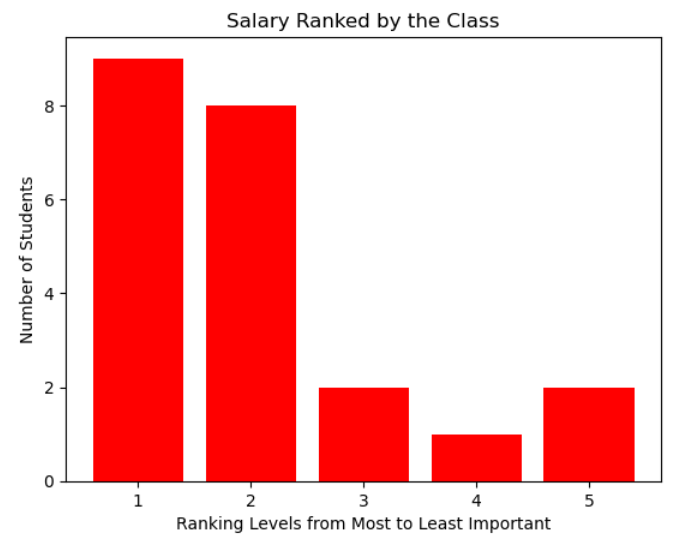 Salary Ranked by the Class
Number of Students
8
6
4
2
0
1 2 3 4 5
Ranking Levels from Most to Least Important